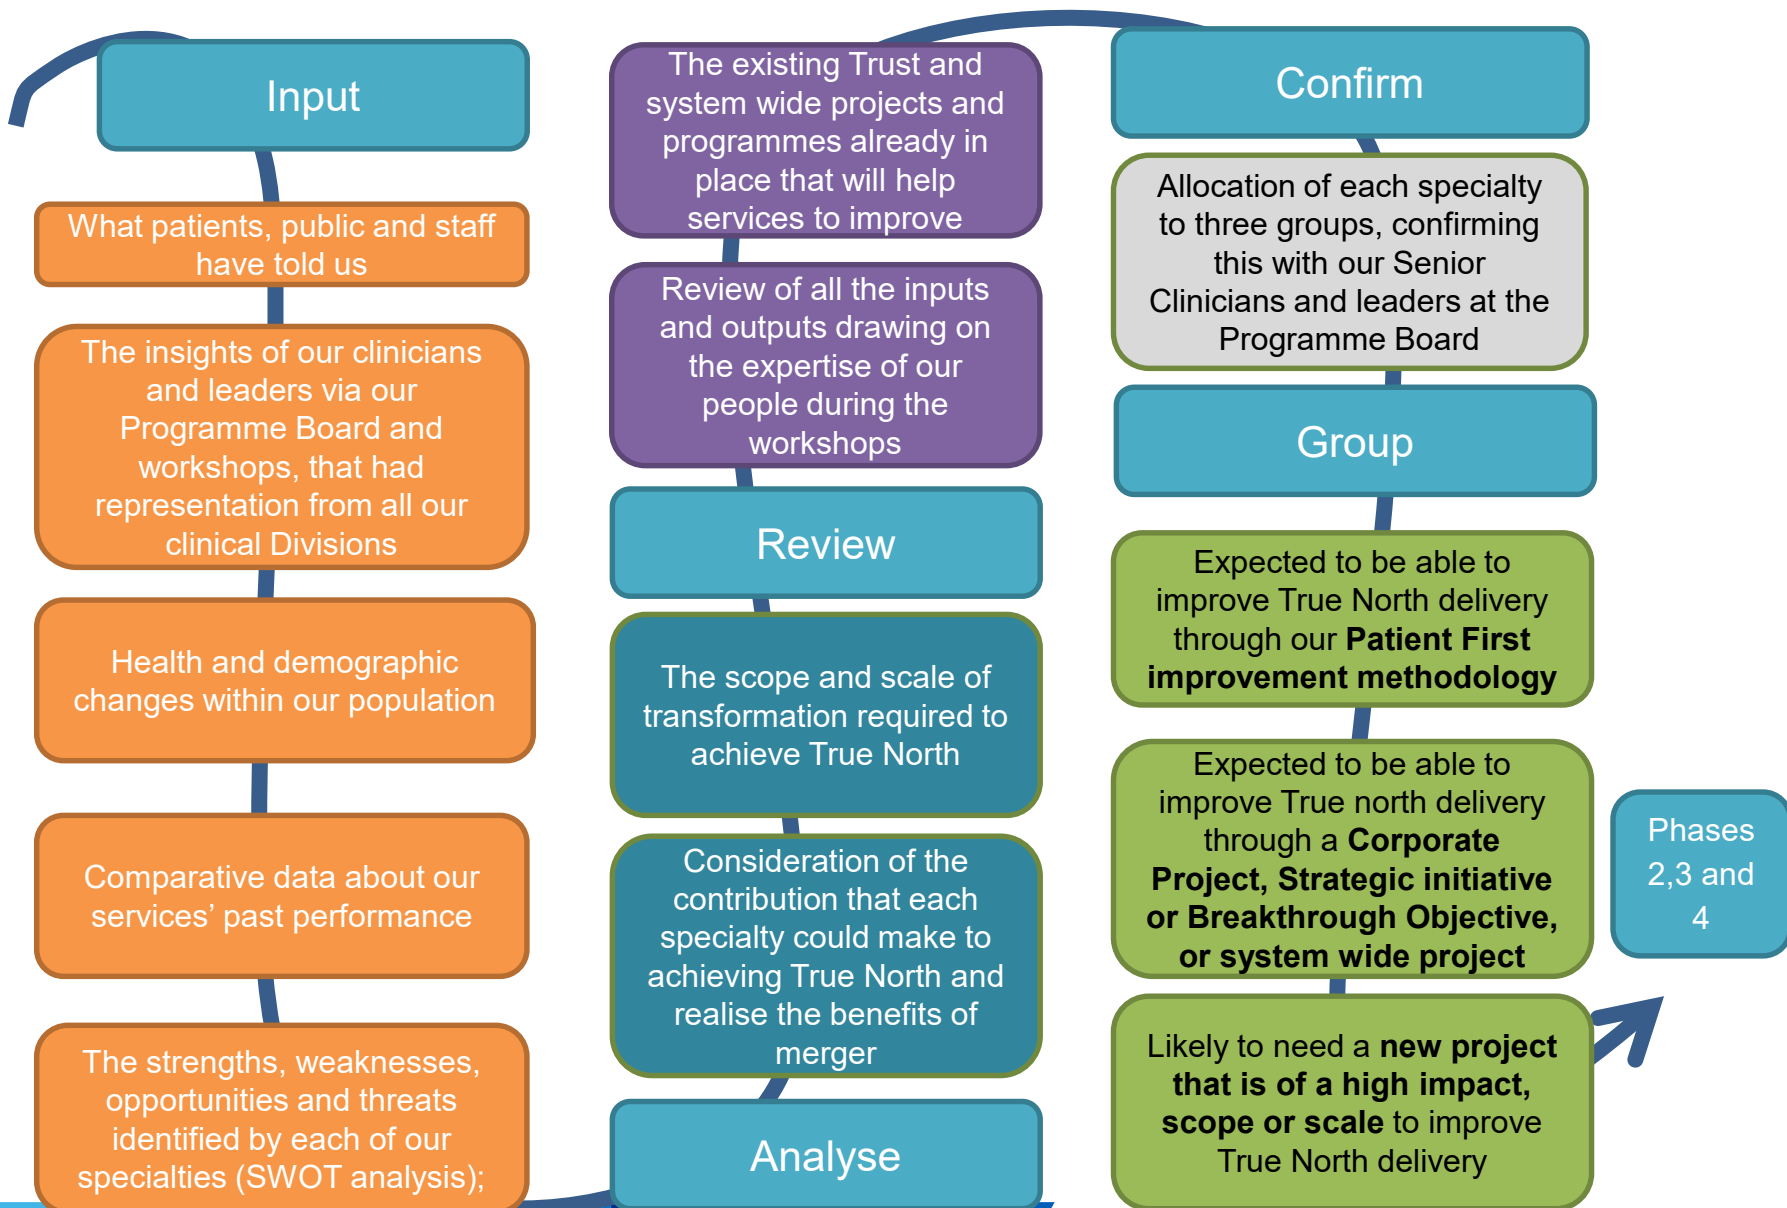 Input
What patients, public and staff
have told us
The insights of our clinicians
and leaders via our
Programme Board and
workshops, that had
representation from all our
clinical Divisions
Health and demographic
changes within our population
Comparative data about our
services’ past performance
The strengths, weaknesses,
opportunities and threats
identified by each of our
specialties (SWOT analysis);
The existing Trust and
system wide projects and
programmes already in
place that will help
services to improve
Review of all the inputs
and outputs drawing on
the expertise of our
people during the
workshops
Review
The scope and scale of
transformation required to
achieve True North
Consideration of the
contribution that each
specialty could make to
achieving True North and
realise the benefits of
merger
Analyse
Confirm
Allocation of each specialty
to three groups, confirming
this with our Senior
Clinicians and leaders at the
Programme Board
Group
Expected to be able to
improve True North delivery
through our Patient First
improvement methodology
Expected to be able to
improve True north delivery
through a Corporate
Project, Strategic initiative
or Breakthrough Objective,
or system wide project
Likely to need a new project
that is of a high impact,
scope or scale to improve
True North delivery
Phases
2,3 and
4